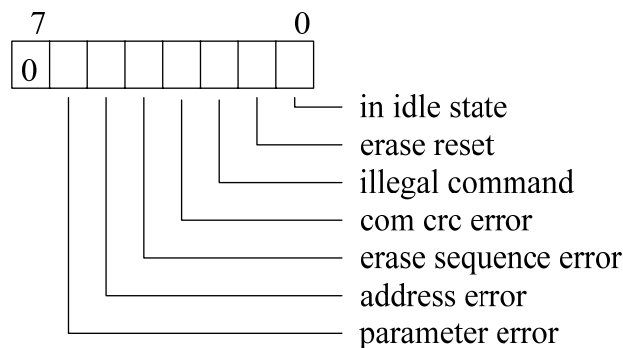 7 0
0
in idle state
erase reset
illegal command
com crc error
erase sequence error
address error
parameter error